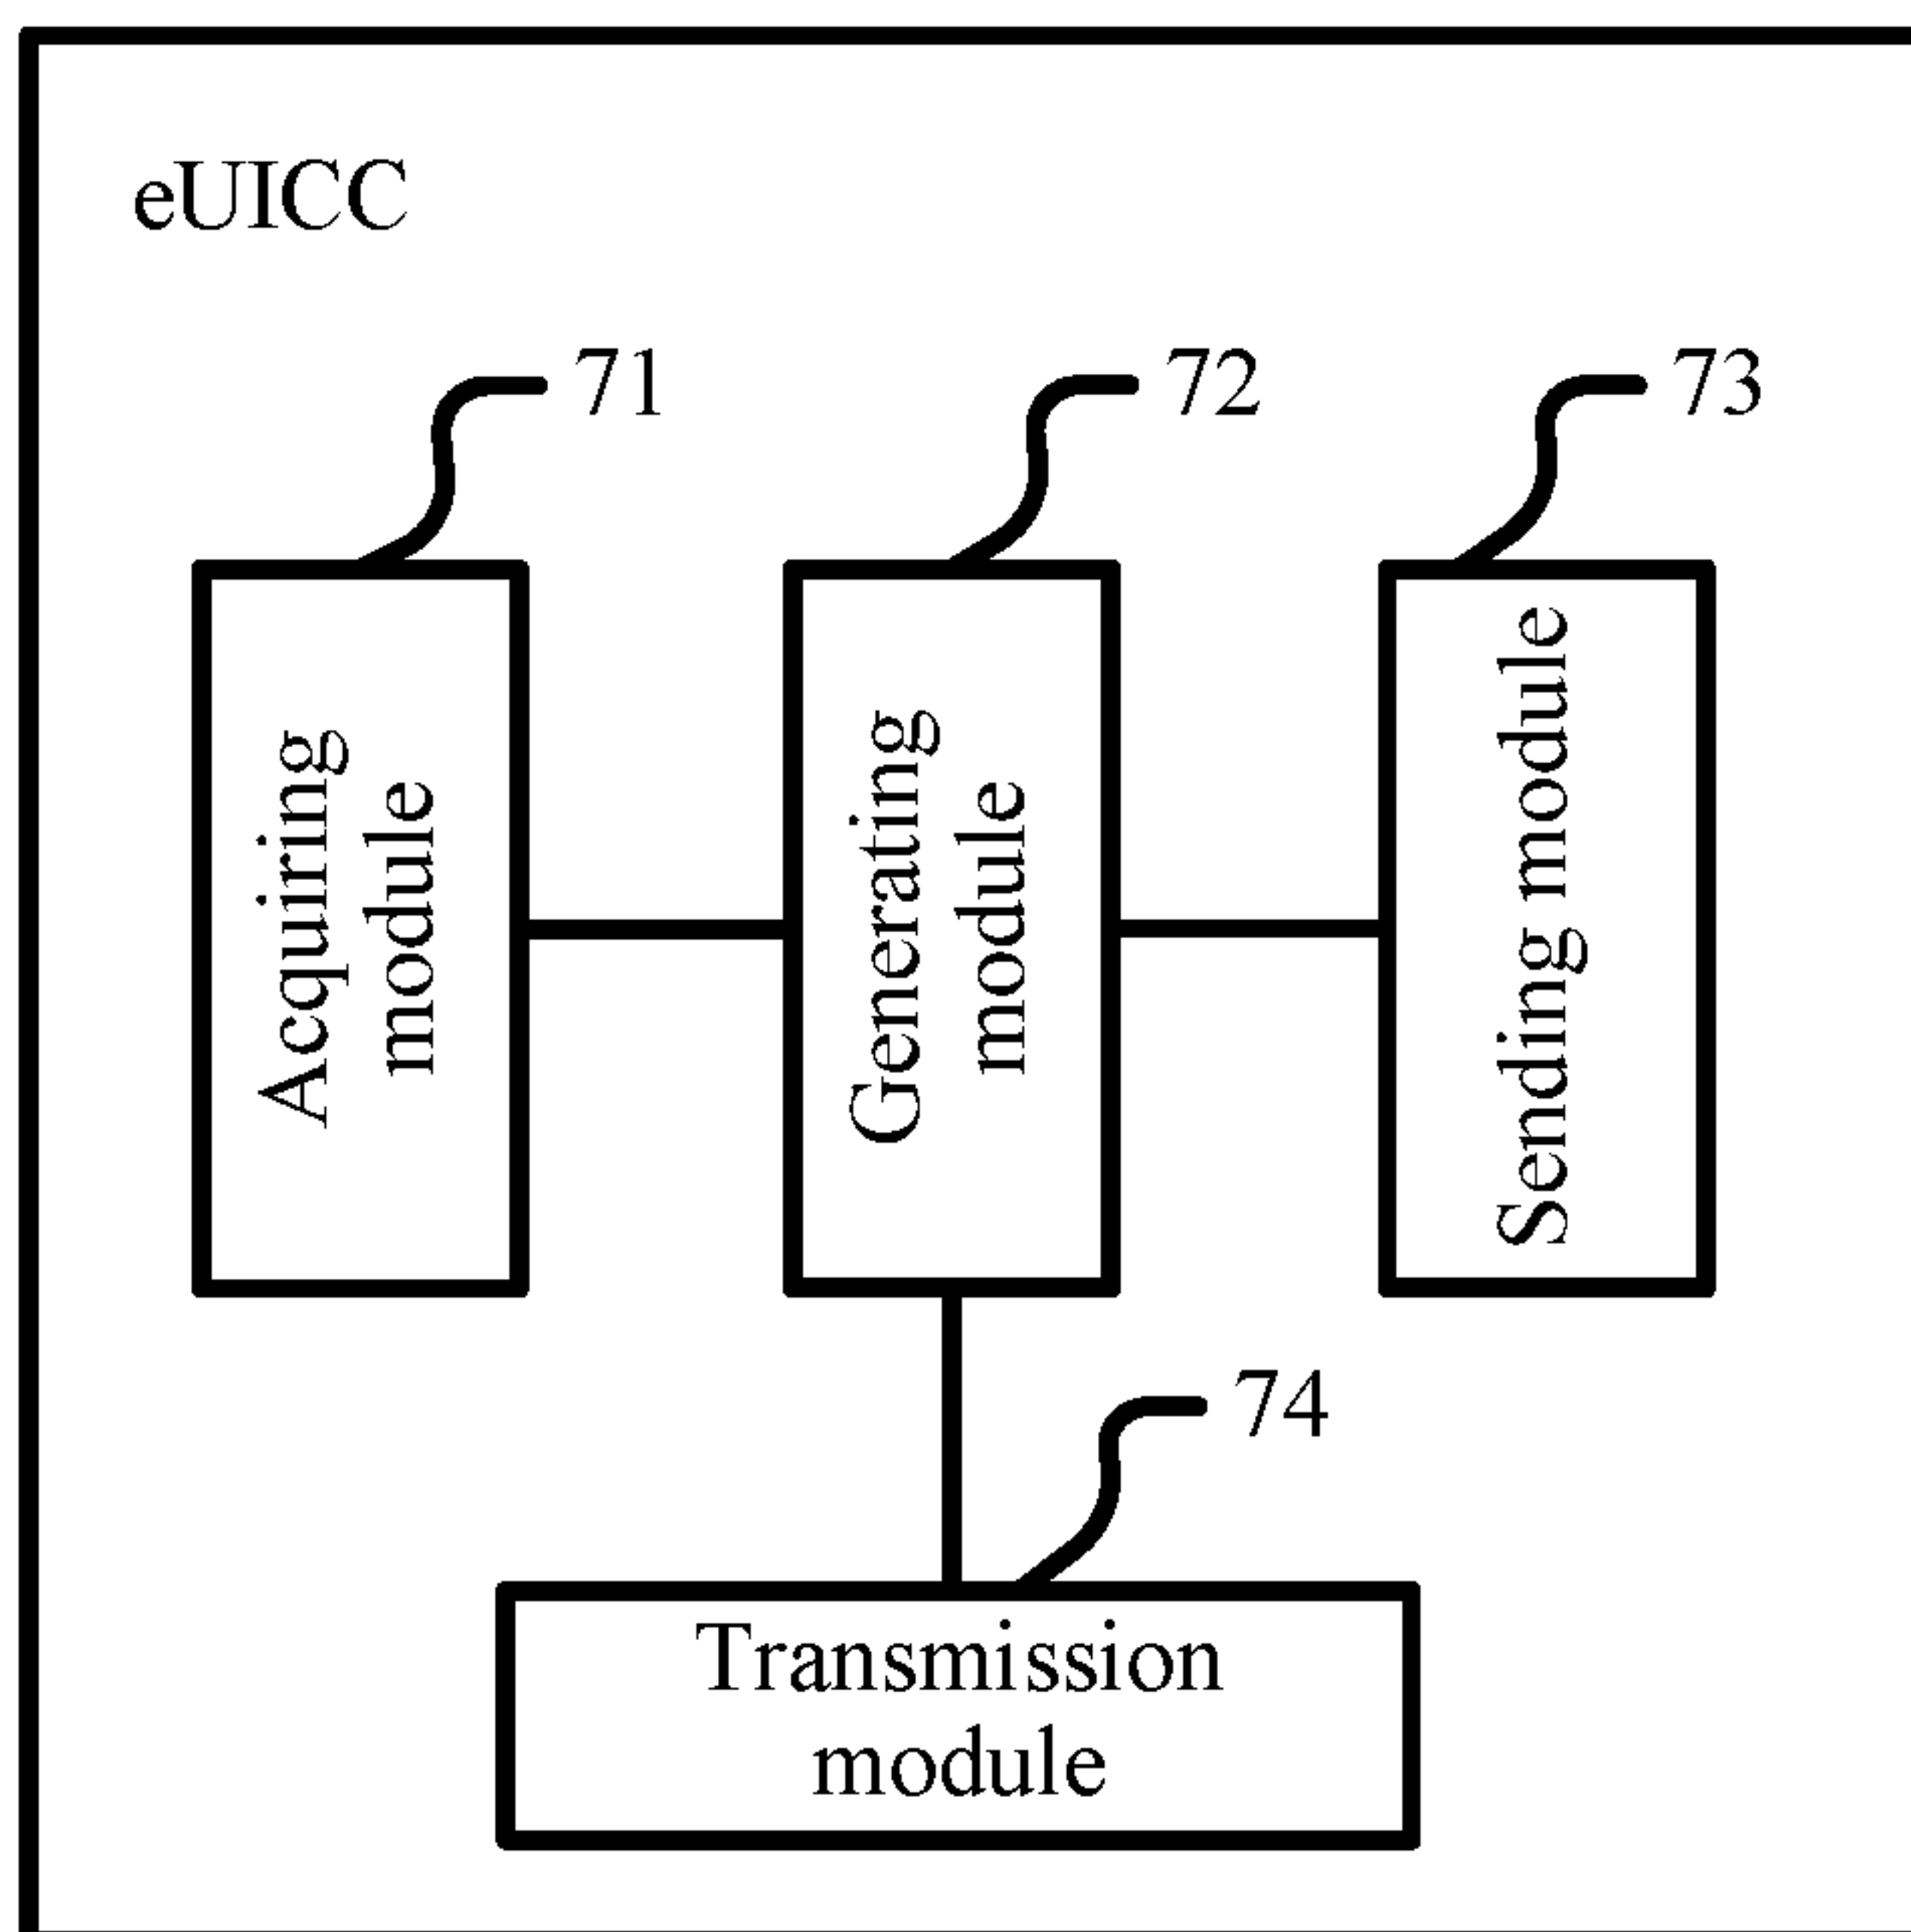 eUICC
71
72
73
Acquiring
module
Generating
module
Sending module
74
Transmission
module